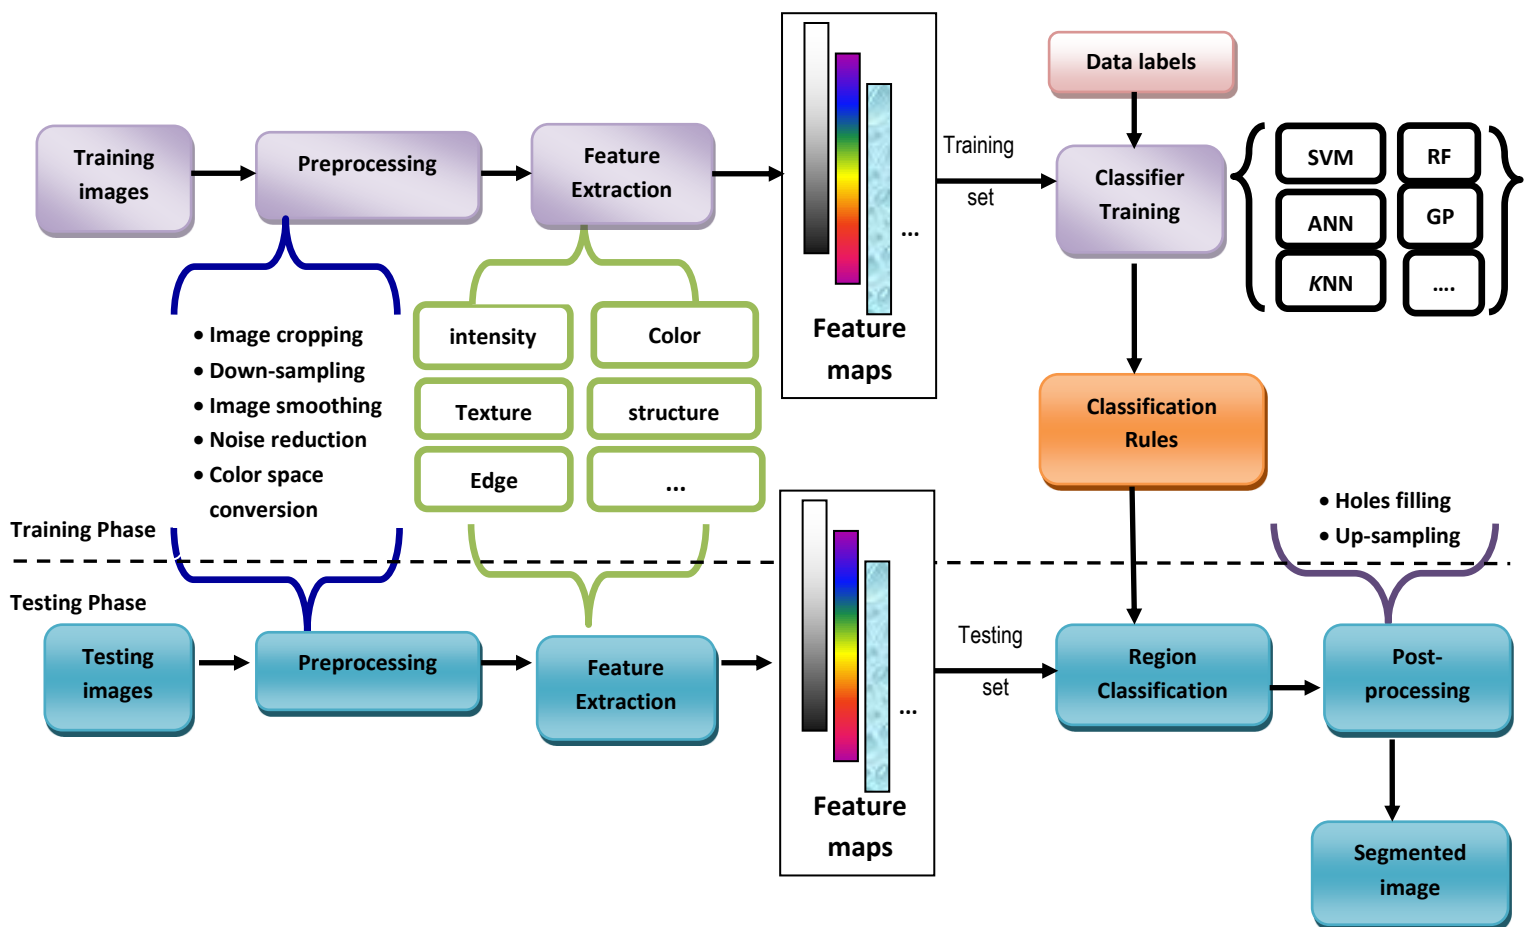 Data labels
Training
images
Preprocessing
Feature
Extraction
...
Feature
maps
Training
set
Classifier
Training
SVM
RF
ANN
GP
KNN
....
• Image cropping
• Down-sampling
• Image smoothing
• Noise reduction
• Color space
conversion
intensity
Color
Texture
structure
Edge
...
Classification
Rules
• Holes filling
• Up-sampling
Training Phase
Testing Phase
Testing
images
Preprocessing
Feature
Extraction
...
Feature
maps
Testing
set
Region
Classification
Post-
processing
Segmented
image